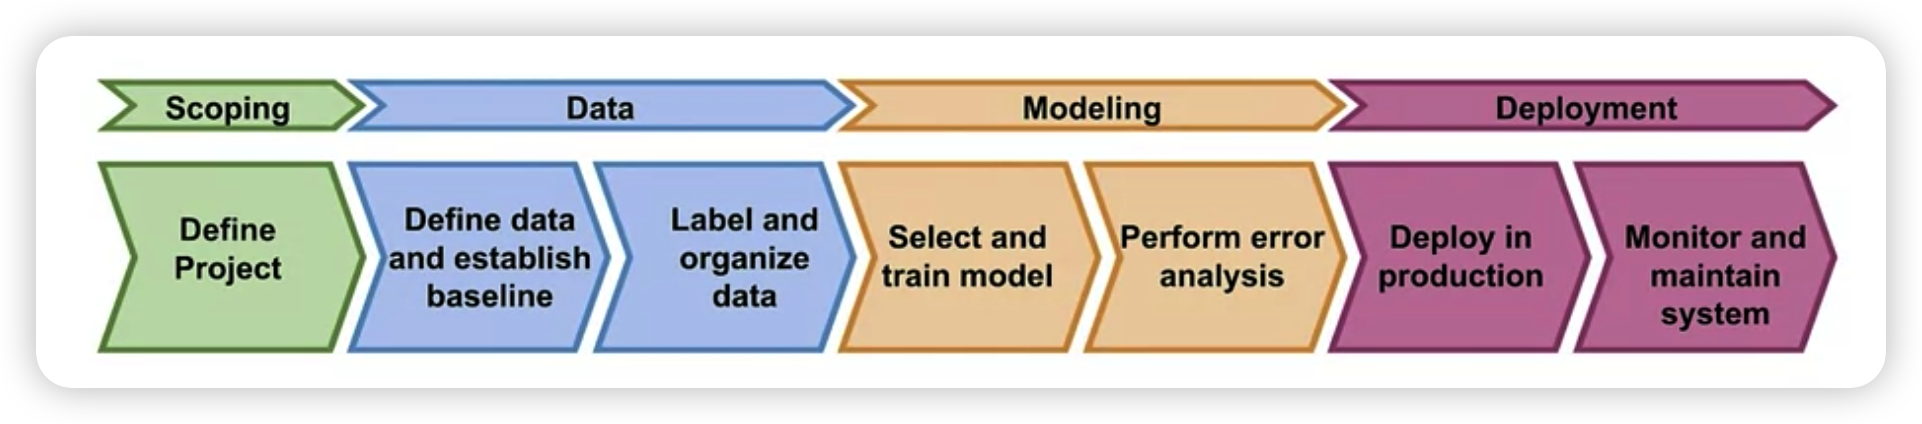 Scoping
Data
Modeling
Deployment
Define
Project
Define data
and establish
baseline
Label and
organize
data
Select and
train model
Perform error
analysis
Deploy in
production
Monitor and
maintain
system